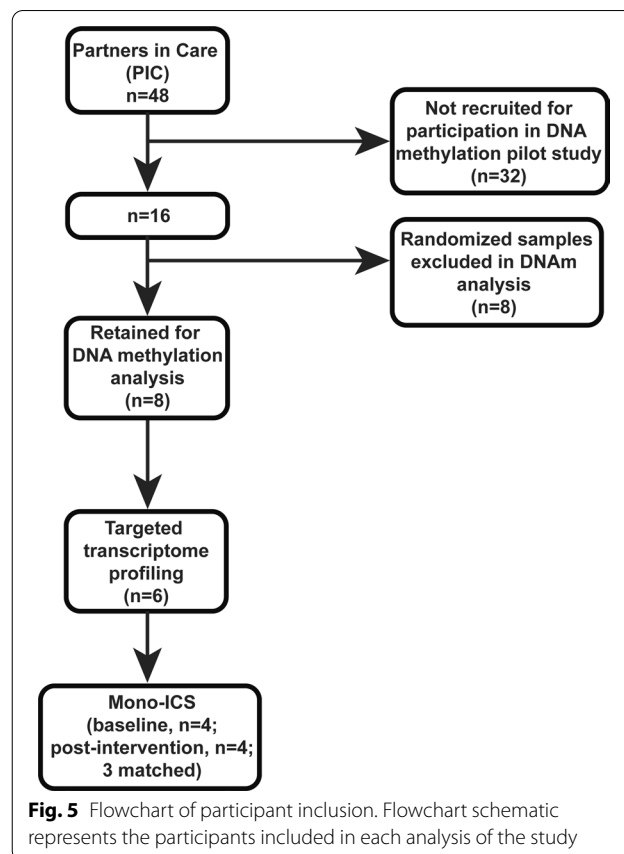 Partners in Care
(PIC)
n=48
Not recruited for
participation in DNA
methylation pilot study
(n=32)
n=16
Randomized samples
excluded in DNAm
analysis
(n=8)
Retained for
DNA methylation
analysis
(n=8)
Targeted
transcriptome
profiling
(n=6)
Mono-ICS
(baseline, n=4;
post-intervention, n=4;
3 matched)
Fig. 5 Flowchart of participant inclusion. Flowchart schematic
represents the participants included in each analysis of the study